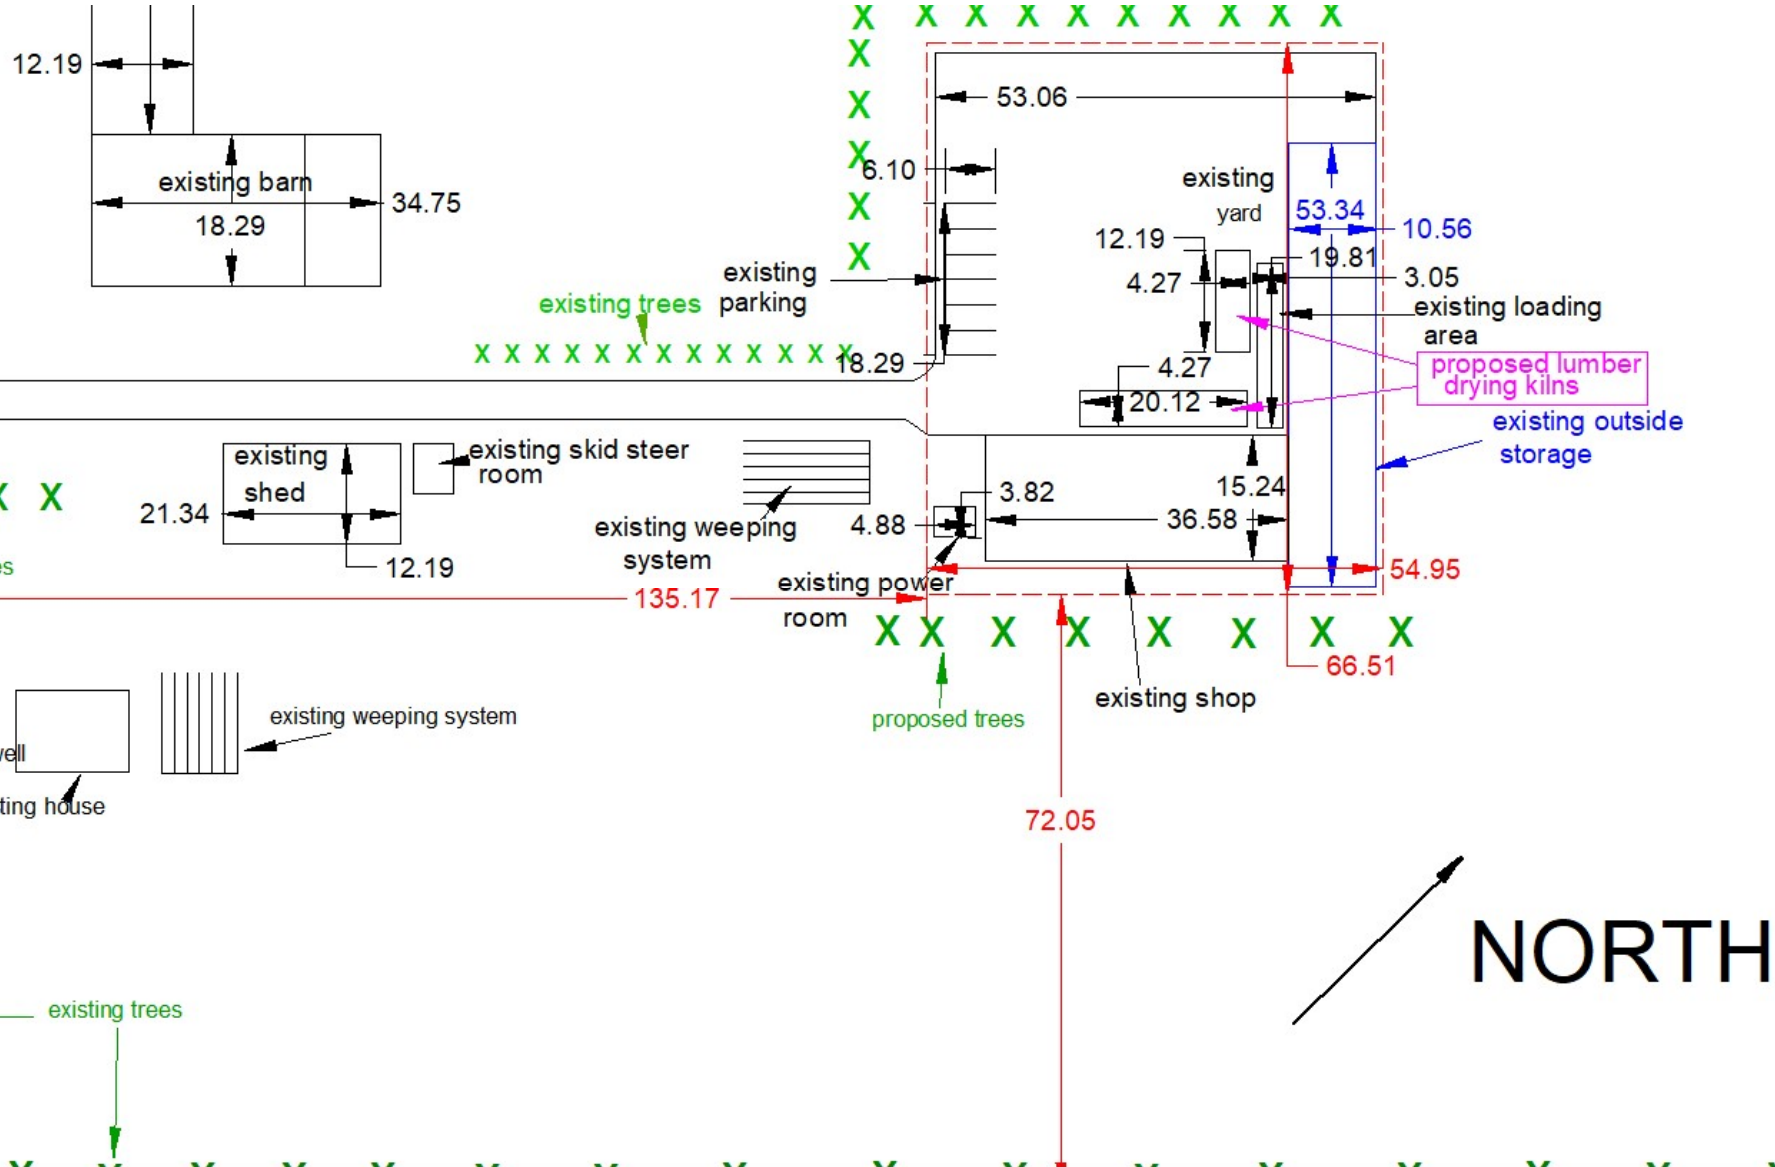 12.19
53.06
existing barn
34.75
18.29
6.10
existing
yard
53.34
10.56
12.19
19.81
4.27
3.05
existing
parking
existing loading
area
existing trees
18.29
proposed lumber
drying kilns
4.27
20.12
existing outside
storage
existing
shed
21.34
12.19
existing skid steer
room
existing weeping
system
3.82
4.88
15.24
36.58
existing power
room
54.95
135.17
66.51
existing shop
proposed trees
existing weeping system
72.05
NORTH
existing trees
X X X X X X X X X X
X
X
X
X
X
X X X X X X X X X X X X X
X
X X X X X X X X